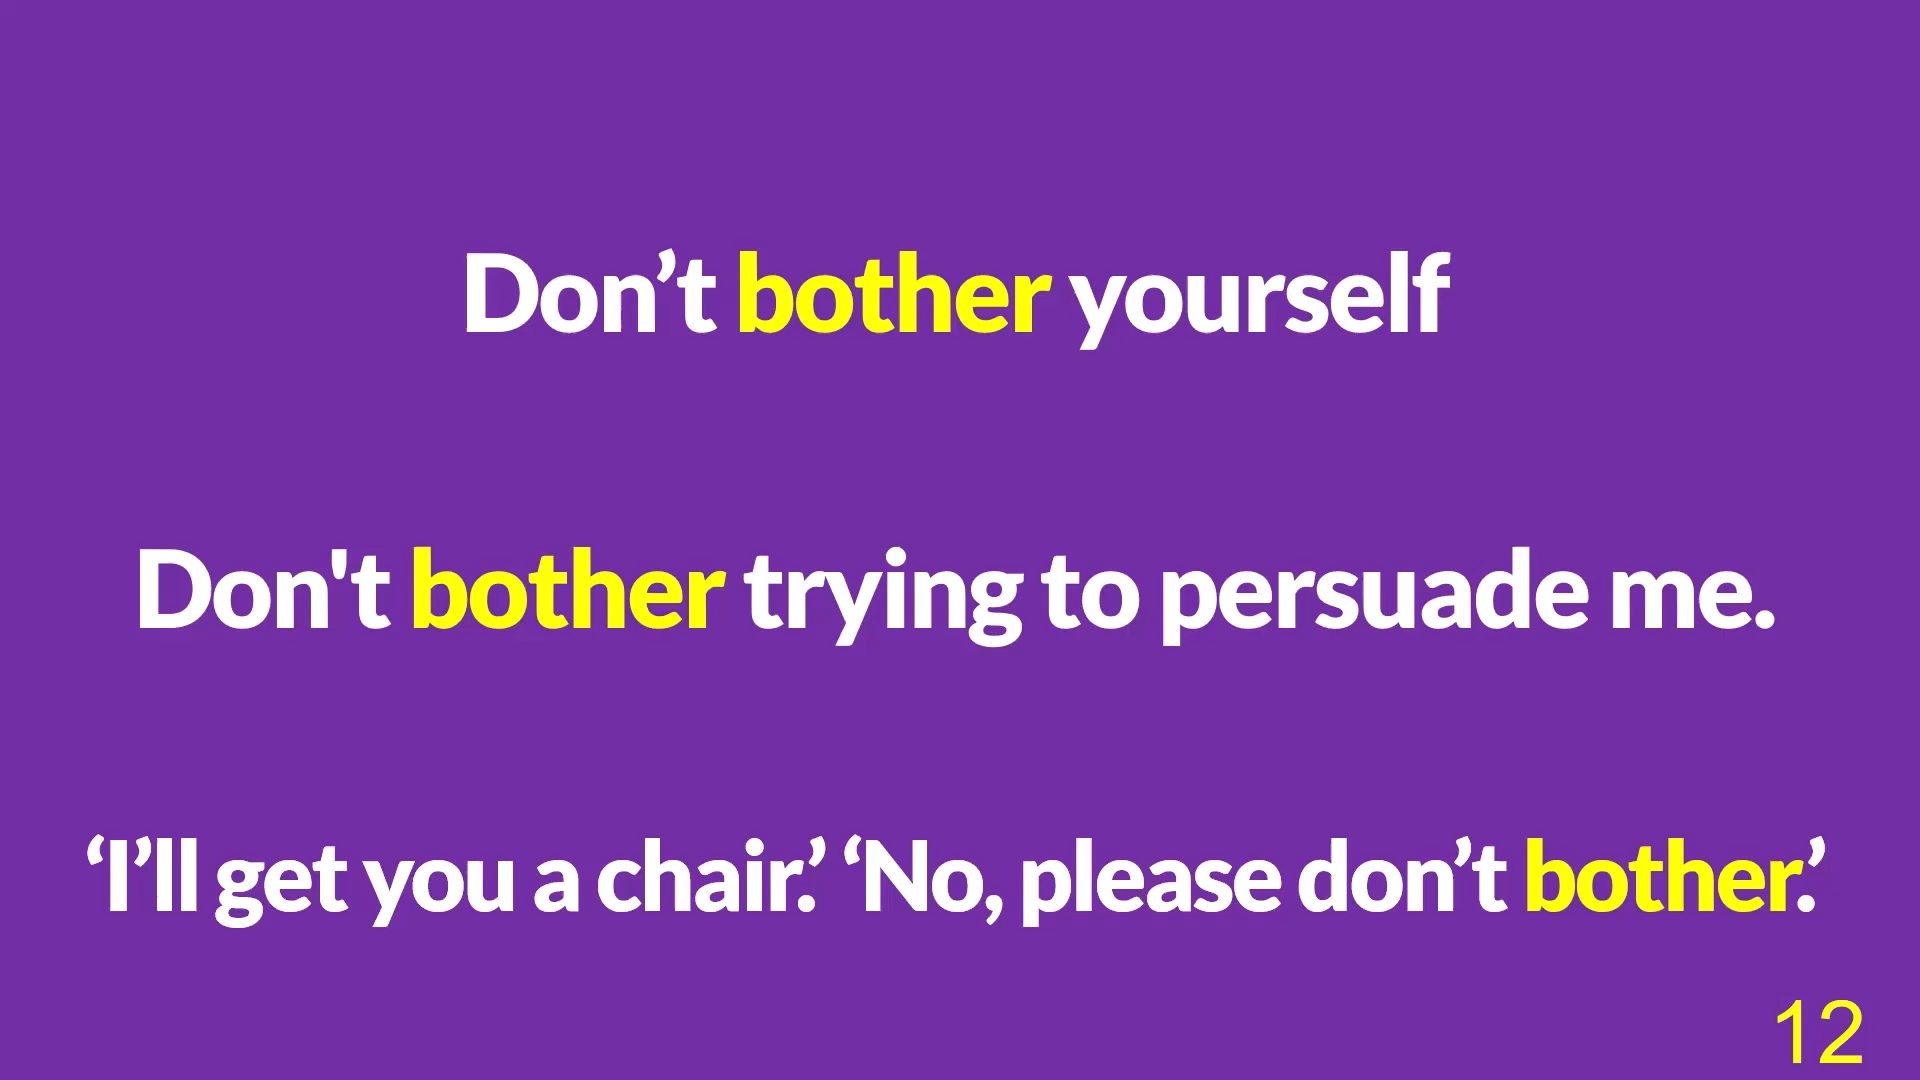 Don’t bother yourself
Don't bother trying to persuade me.
‘I’ll get you a chair.’ ‘No, please don’t bother.’
12